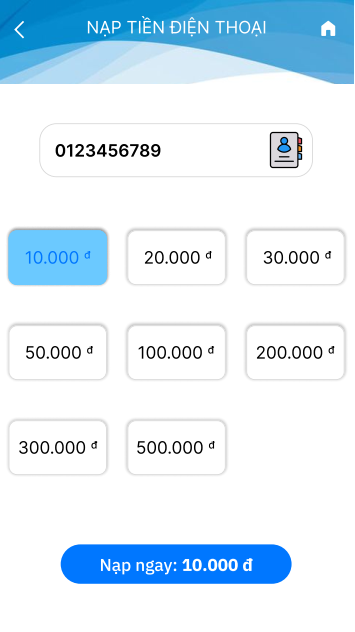 NẠP TIỀN ĐIỆN THOẠI
0123456789
10.000 đ 20.000 đ 30.000 đ
50.000 đ 100.000 đ 200.000 đ
300.000 đ 500.000 đ
Nạp ngay: 10.000 đ